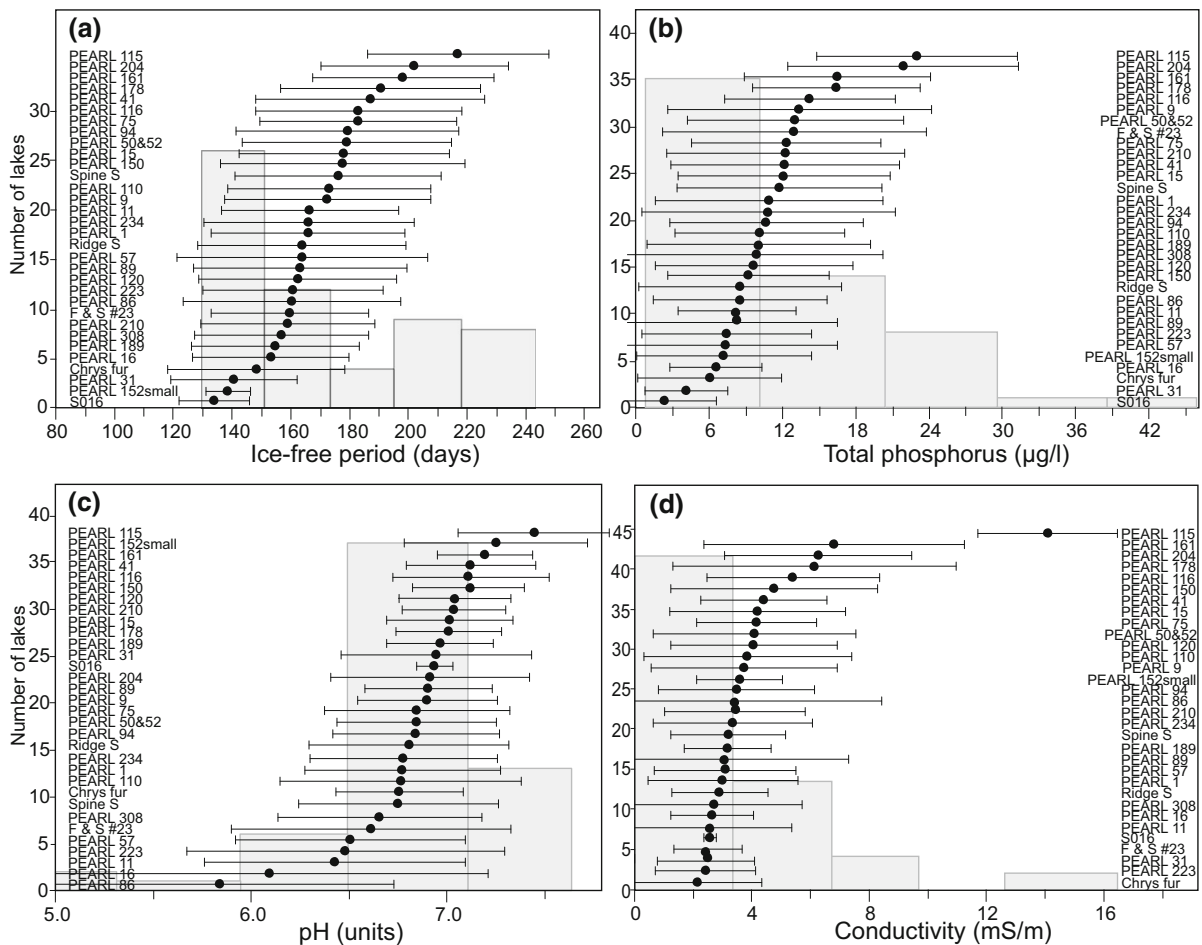 (a)
Number of lakes
30
25
20
15
10
5
0
PEARL 115
PEARL 204
PEARL 161
PEARL 178
PEARL 41
PEARL 116
PEARL 75
PEARL 94
PEARL 50&52
PEARL 15
PEARL 150
Spine S
PEARL 110
PEARL 9
PEARL 11
PEARL 234
PEARL 1
Ridge S
PEARL 57
PEARL 89
PEARL 120
PEARL 223
PEARL 86
F & S #23
PEARL 210
PEARL 308
PEARL 189
PEARL 16
Chrys fur
PEARL 31
PEARL 152small
S016
80 100 120 140 160 180 200 220 240 260
Ice-free period (days)
(b)
40
35
30
25
20
15
10
5
0
PEARL 115
PEARL 204
PEARL 161
PEARL 178
PEARL 116
PEARL 9
PEARL 50&52
F & S #23
PEARL 75
PEARL 210
PEARL 41
PEARL 15
Spine S
PEARL 1
PEARL 234
PEARL 94
PEARL 110
PEARL 189
PEARL 308
PEARL 120
PEARL 150
Ridge S
PEARL 86
PEARL 11
PEARL 89
PEARL 223
PEARL 57
PEARL 152small
PEARL 16
Chrys fur
PEARL 31
S016
0 6 12 18 24 30 36 42
Total phosphorus (µg/l)
(c)
Number of lakes
40
35
30
25
20
15
10
5
0
PEARL 115
PEARL 152small
PEARL 161
PEARL 41
PEARL 116
PEARL 150
PEARL 120
PEARL 210
PEARL 15
PEARL 178
PEARL 189
PEARL 31
S016
PEARL 204
PEARL 89
PEARL 9
PEARL 75
PEARL 50&52
PEARL 94
Ridge S
PEARL 234
PEARL 1
PEARL 110
Chrys fur
Spine S
PEARL 308
F & S #23
PEARL 57
PEARL 223
PEARL 11
PEARL 16
PEARL 86
5.0 6.0 7.0
pH (units)
(d)
45
40
35
30
25
20
15
10
5
0
PEARL 115
PEARL 161
PEARL 204
PEARL 178
PEARL 116
PEARL 150
PEARL 41
PEARL 15
PEARL 75
PEARL 50&52
PEARL 120
PEARL 110
PEARL 9
PEARL 152small
PEARL 94
PEARL 86
PEARL 210
PEARL 234
Spine S
PEARL 189
PEARL 89
PEARL 57
PEARL 1
Ridge S
PEARL 308
PEARL 16
PEARL 11
S016
F & S #23
PEARL 31
PEARL 223
Chrys fur
0 4 8 12 16
Conductivity (mS/m)